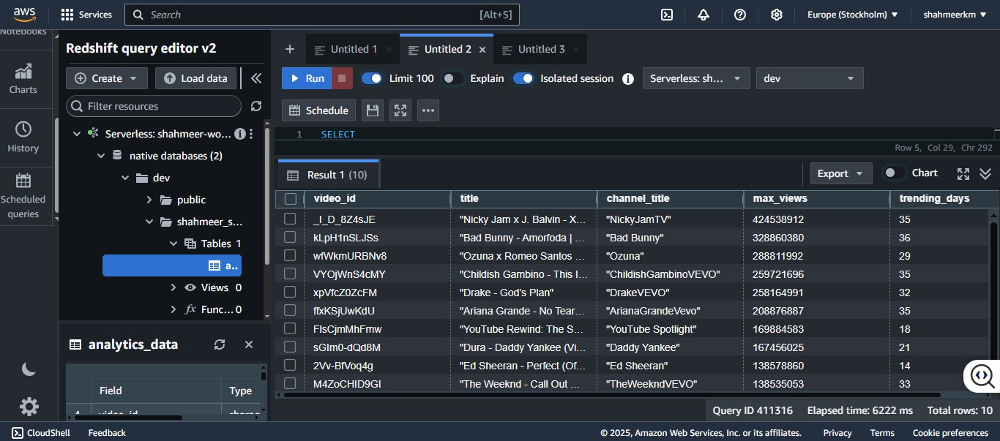 aws Services Search [Alt+S] Europe (Stockholm) shahmeerkm
Notebooks
Charts
History
Scheduled
queries
Redshift query editor v2
Create Load data
Filter resources
Serverless: shahmeer-wo...
native databases (2)
dev
public
shahmeer_s...
Tables 1
a..
Views 0
fx Func... 0
analytics_data
Field Type
Untitled 1 Untitled 2 Untitled 3
Run Limit 100 Explain Isolated session Serverless: sh... dev
Schedule
1 SELECT
Row 5, Col 29, Chr 292
Result 1 (10) Export Chart
video_id title channel_title max_views trending_days
_I_D_8Z4sJE "Nicky Jam x J. Balvin - X... "NickyJamTV" 424538912 35
kLpH1nSLJSs "Bad Bunny - Amorfoda | ... "Bad Bunny" 328860380 36
wfWkmURBNv8 "Ozuna x Romeo Santos ... "Ozuna" 288811992 29
VYOjWnS4cMY "Childish Gambino - This I... "ChildishGambinoVEVO" 259721696 35
xpVfcZ0ZcFM "Drake - God's Plan" "DrakeVEVO" 258164991 32
ffxKSjUwKdU "Ariana Grande - No Tear... "ArianaGrandeVevo" 208876887 35
FlsCjmMhFmw "YouTube Rewind: The S... "YouTube Spotlight" 169884583 18
sGIm0-dQd8M "Dura - Daddy Yankee (Vi... "Daddy Yankee" 167456025 21
2Vv-BfVoq4g "Ed Sheeran - Perfect (Of... "Ed Sheeran" 138578860 14
M4ZoCHID9GI "The Weeknd - Call Out ... "TheWeekndVEVO" 138535053 33
Query ID 411316 Elapsed time: 6222 ms Total rows: 10
CloudShell Feedback © 2025, Amazon Web Services, Inc. or its affiliates. Privacy Terms Cookie preferences